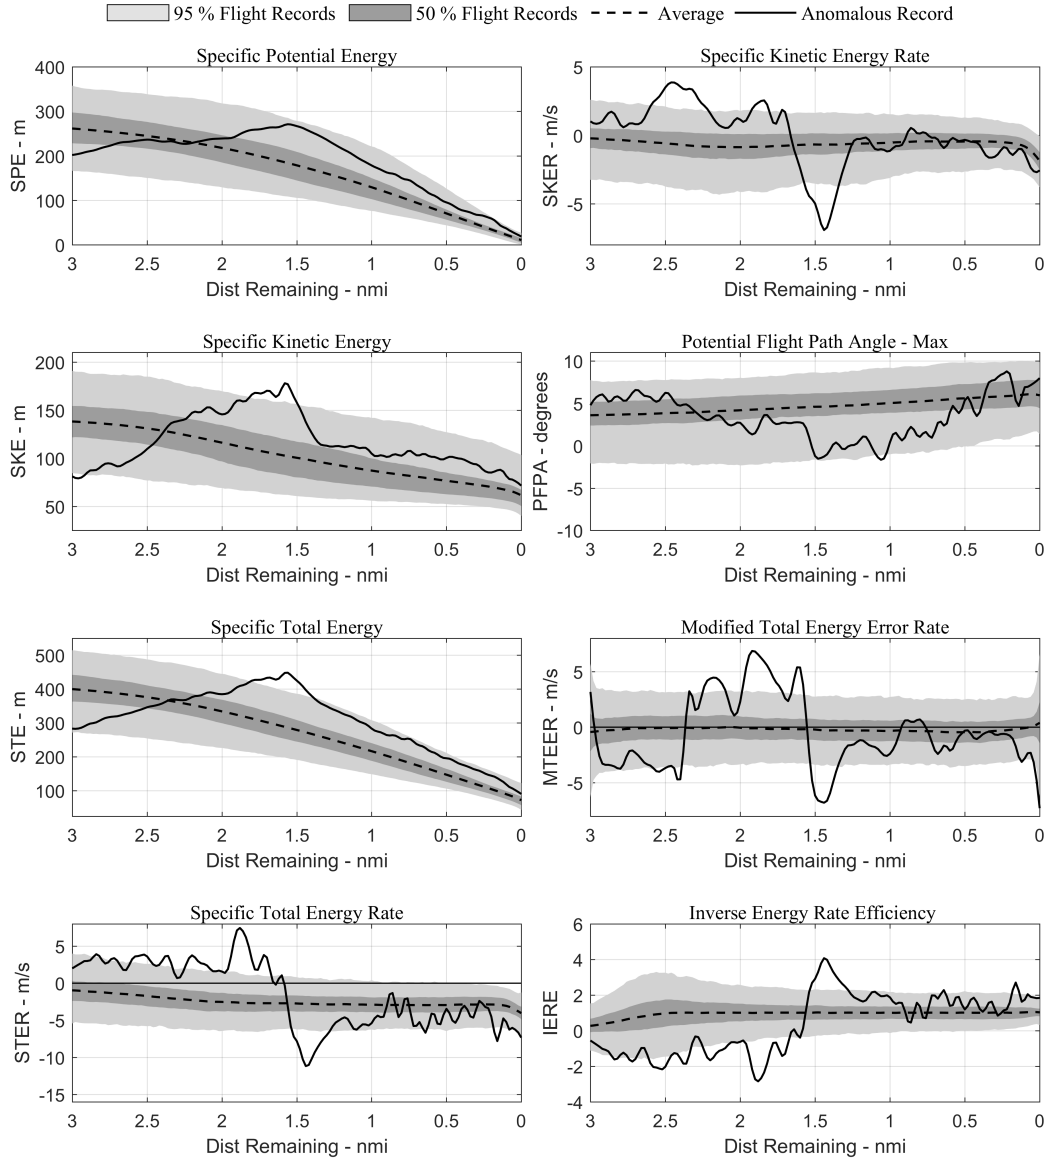 95 % Flight Records 50 % Flight Records Average Anomalous Record
Specific Potential Energy
SPE - m
400
300
200
100
0
3 2.5 2 1.5 1 0.5 0
Dist Remaining - nmi
Specific Kinetic Energy Rate
SKER - m/s
5
0
-5
3 2.5 2 1.5 1 0.5 0
Dist Remaining - nmi
Specific Kinetic Energy
SKE - m
200
150
100
50
3 2.5 2 1.5 1 0.5 0
Dist Remaining - nmi
Potential Flight Path Angle - Max
PFPA - degrees
10
5
0
-5
-10
3 2.5 2 1.5 1 0.5 0
Dist Remaining - nmi
Specific Total Energy
STE - m
500
400
300
200
100
3 2.5 2 1.5 1 0.5 0
Dist Remaining - nmi
Modified Total Energy Error Rate
MTEER - m/s
5
0
-5
3 2.5 2 1.5 1 0.5 0
Dist Remaining - nmi
Specific Total Energy Rate
STER - m/s
5
0
-5
-10
-15
3 2.5 2 1.5 1 0.5 0
Dist Remaining - nmi
Inverse Energy Rate Efficiency
IERE
6
4
2
0
-2
-4
3 2.5 2 1.5 1 0.5 0
Dist Remaining - nmi